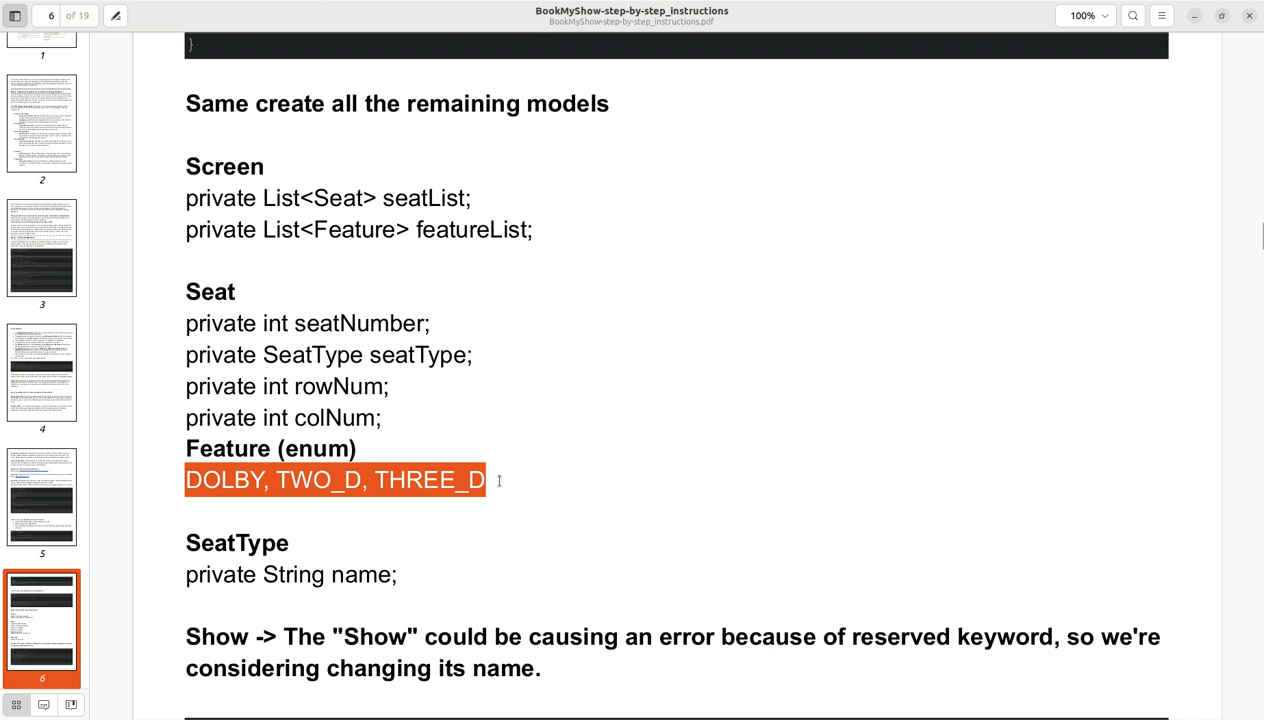 6 of 19
BookMyShow-step-by-step_instructions
BookMyShow-step-by-step_instructions.pdf
100%
1
2
3
4
5
6
}
Same create all the remaining models
Screen
private List<Seat> seatList;
private List<Feature> featureList;
Seat
private int seatNumber;
private SeatType seatType;
private int rowNum;
private int colNum;
Feature (enum)
DOLBY, TWO_D, THREE_D
SeatType
private String name;
Show -> The "Show" could be causing an error because of reserved keyword, so we're
considering changing its name.